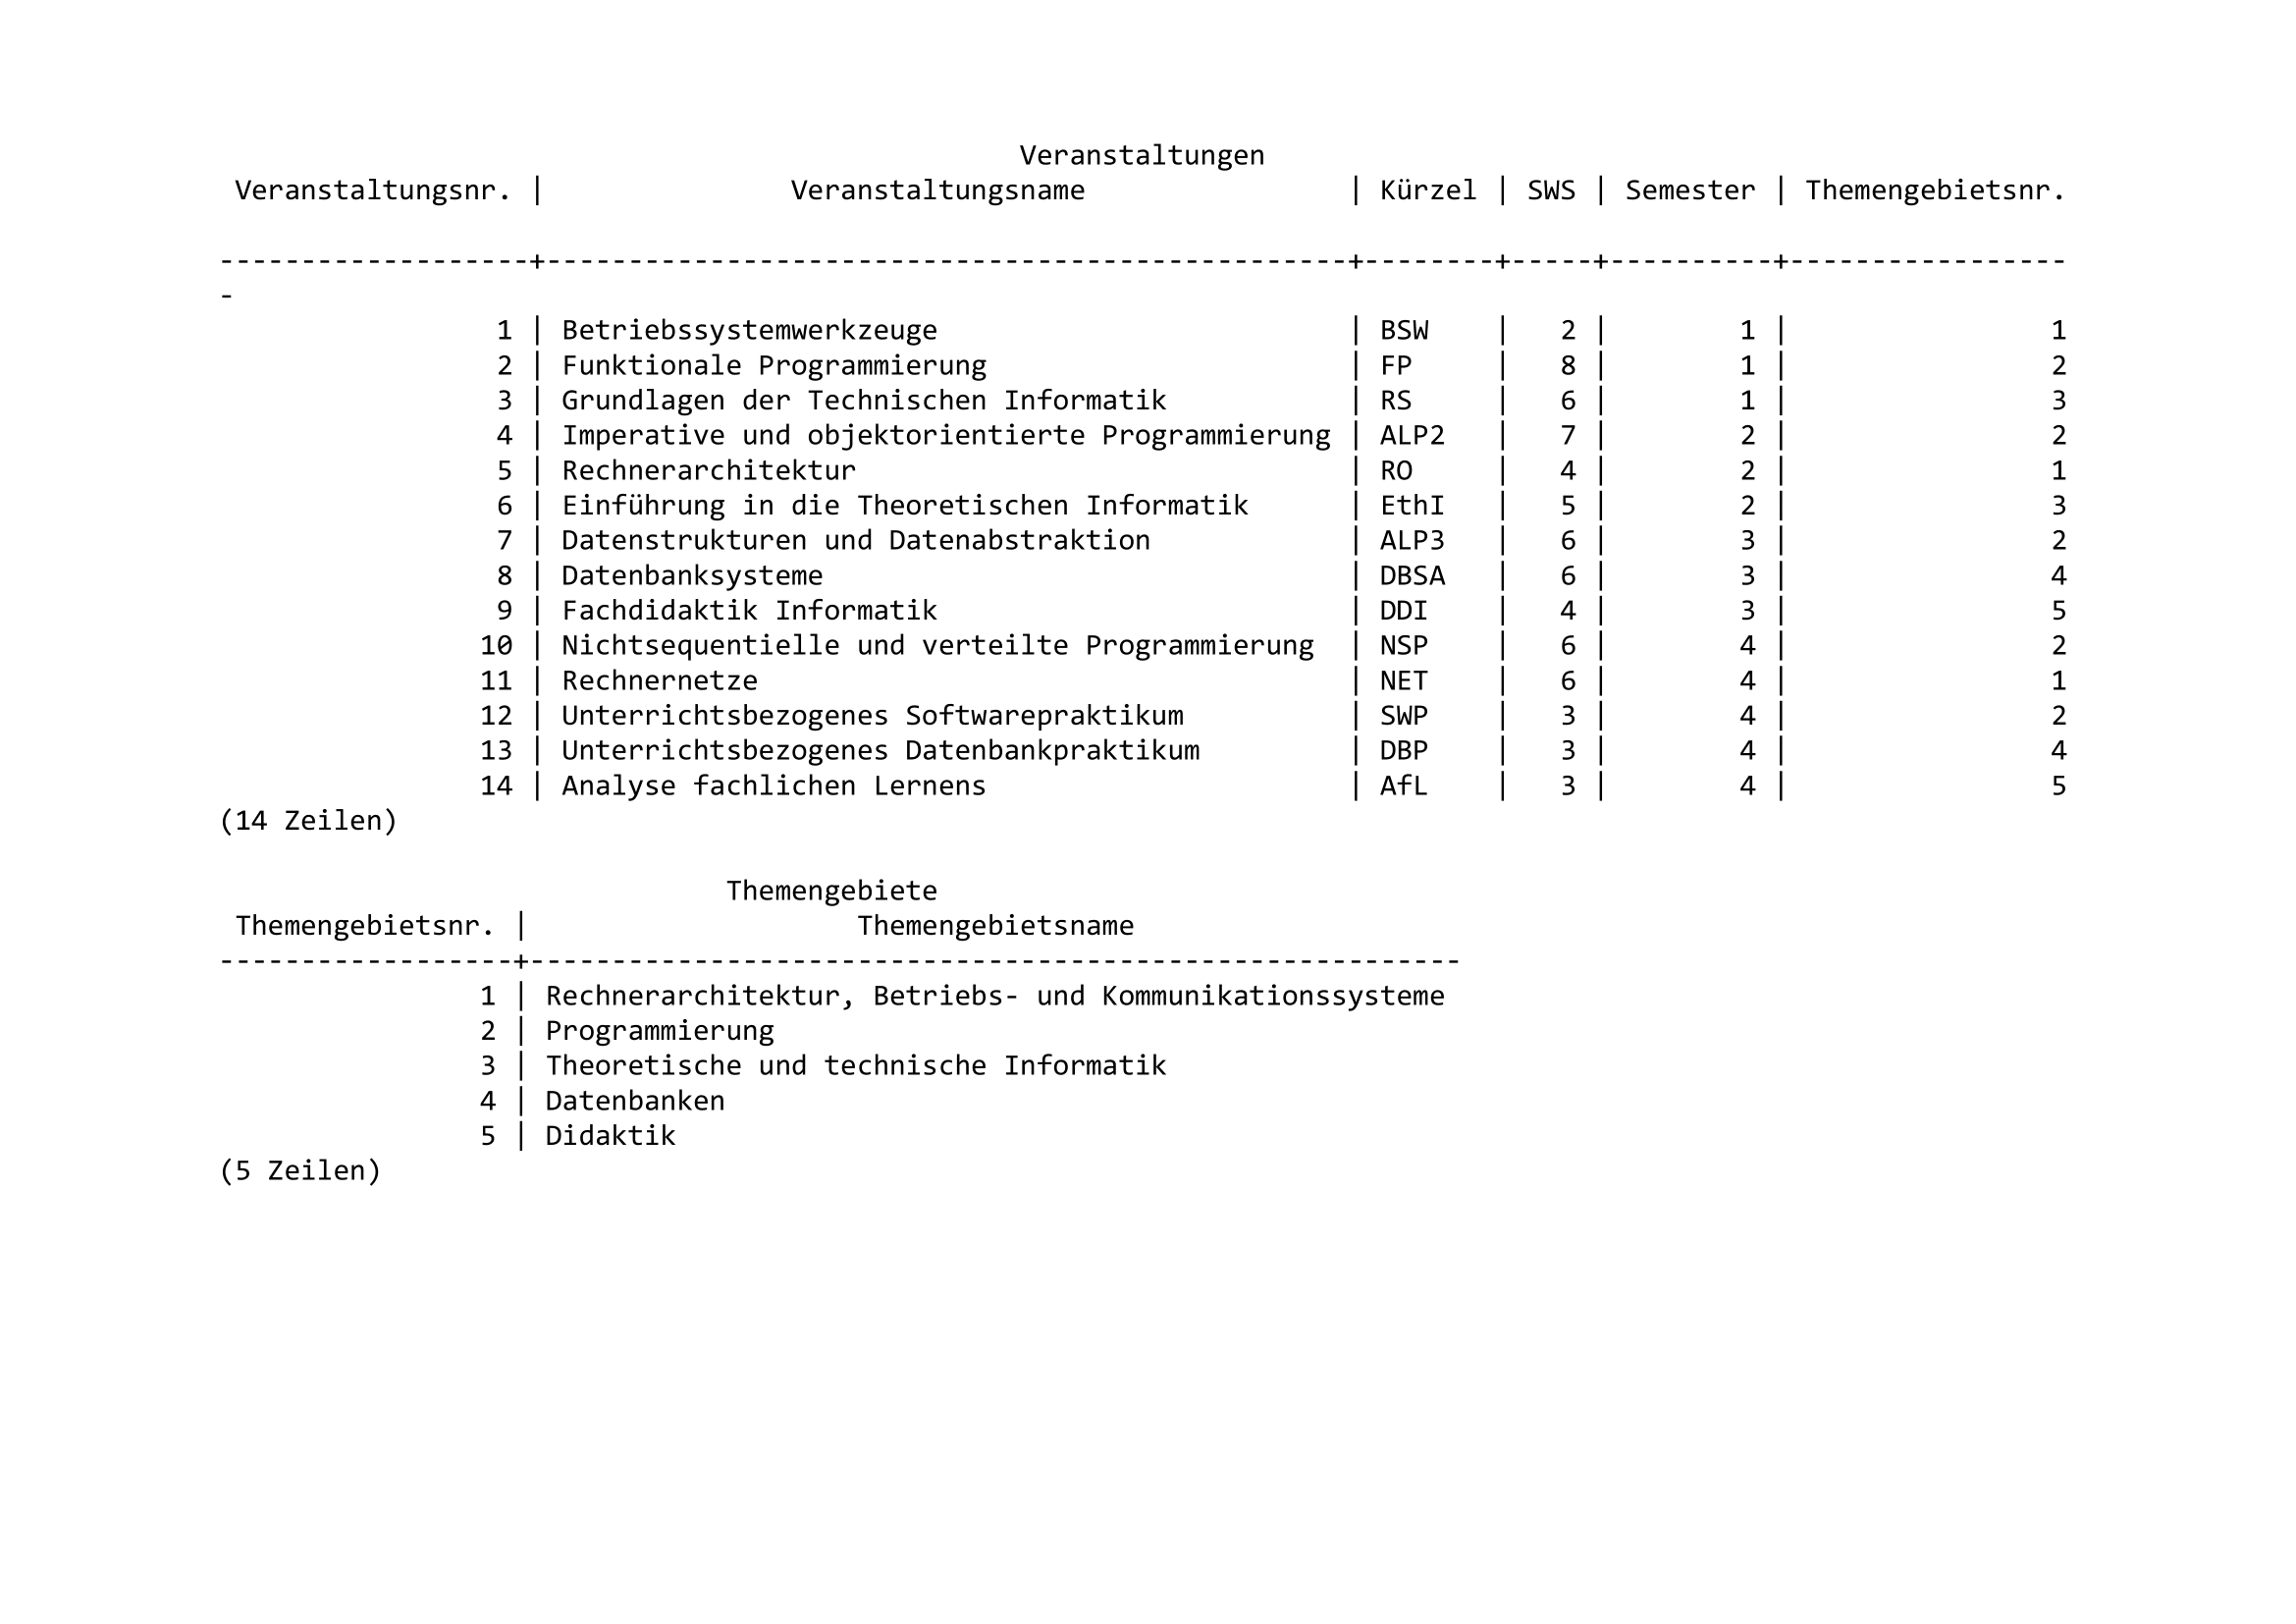 Veranstaltungen
Veranstaltungsnr. | Veranstaltungsname | Kürzel | SWS | Semester | Themengebietsnr.
-------------------+-------------------------------------------------+--------+-----+----------+-----------------
-
1 | Betriebssystemwerkzeuge | BSW | 2 | 1 | 1
2 | Funktionale Programmierung | FP | 8 | 1 | 2
3 | Grundlagen der Technischen Informatik | RS | 6 | 1 | 3
4 | Imperative und objektorientierte Programmierung | ALP2 | 7 | 2 | 2
5 | Rechnerarchitektur | RO | 4 | 2 | 1
6 | Einführung in die Theoretischen Informatik | EthI | 5 | 2 | 3
7 | Datenstrukturen und Datenabstraktion | ALP3 | 6 | 3 | 2
8 | Datenbanksysteme | DBSA | 6 | 3 | 4
9 | Fachdidaktik Informatik | DDI | 4 | 3 | 5
10 | Nichtsequentielle und verteilte Programmierung | NSP | 6 | 4 | 2
11 | Rechnernetze | NET | 6 | 4 | 1
12 | Unterrichtsbezogenes Softwarepraktikum | SWP | 3 | 4 | 2
13 | Unterrichtsbezogenes Datenbankpraktikum | DBP | 3 | 4 | 4
14 | Analyse fachlichen Lernens | AfL | 3 | 4 | 5
(14 Zeilen)
Themengebiete
Themengebietsnr. | Themengebietsname
------------------+---------------------------------------------------------
1 | Rechnerarchitektur, Betriebs- und Kommunikationssysteme
2 | Programmierung
3 | Theoretische und technische Informatik
4 | Datenbanken
5 | Didaktik
(5 Zeilen)